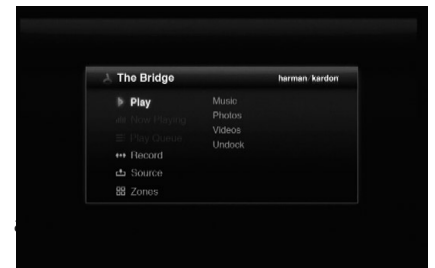 The Bridge harman/kardon
Play
Now Playing
Play Queue
Record
Source
Zones
Music
Photos
Videos
Undock